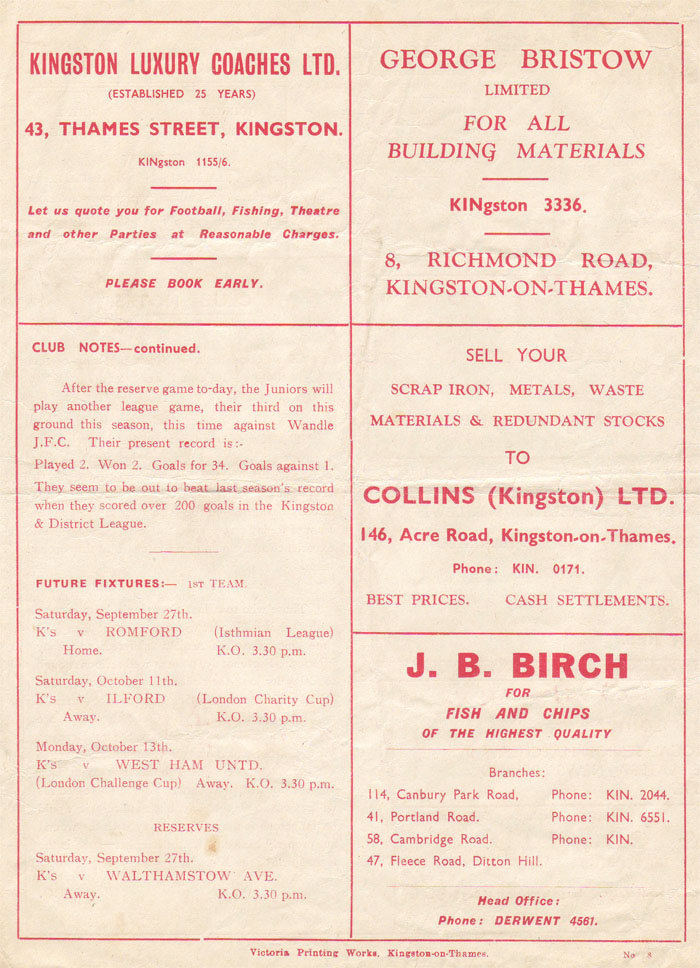 KINGSTON LUXURY COACHES LTD.
(ESTABLISHED 25 YEARS)
43, THAMES STREET, KINGSTON.
KINgston 1155/6.
Let us quote you for Football, Fishing, Theatre
and other Parties at Reasonable Charges.
PLEASE BOOK EARLY.
GEORGE BRISTOW
LIMITED
FOR ALL
BUILDING MATERIALS
KINgston 3336.
8, RICHMOND ROAD,
KINGSTON-ON-THAMES.
CLUB NOTES—continued.
After the reserve game to-day, the Juniors will
play another league game, their third on this
ground this season, this time against Wandle
J.F.C. Their present record is:-
Played 2. Won 2. Goals for 34. Goals against 1.
They seem to be out to beat last season's record
when they scored over 200 goals in the Kingston
& District League.
FUTURE FIXTURES:— 1ST TEAM.
Saturday, September 27th.
K's v ROMFORD (Isthmian League)
Home. K.O. 3.30 p.m.
Saturday, October 11th.
K's v ILFORD (London Charity Cup)
Away. K.O. 3.30 p.m.
Monday, October 13th.
K's v WEST HAM UNTD.
(London Challenge Cup) Away. K.O. 3.30 p.m.
RESERVES
Saturday, September 27th.
K's v WALTHAMSTOW AVE.
Away. K.O. 3.30 p.m.
SELL YOUR
SCRAP IRON, METALS, WASTE
MATERIALS & REDUNDANT STOCKS
TO
COLLINS (Kingston) LTD.
146, Acre Road, Kingston-on-Thames.
Phone: KIN. 0171.
BEST PRICES. CASH SETTLEMENTS.
J. B. BIRCH
FOR
FISH AND CHIPS
OF THE HIGHEST QUALITY
Branches:
114, Canbury Park Road, Phone: KIN. 2044.
41, Portland Road. Phone: KIN. 6551.
58, Cambridge Road. Phone: KIN.
47, Fleece Road, Ditton Hill.
Head Office:
Phone: DERWENT 4561.
Victoria Printing Works, Kingston-on-Thames.
No 8